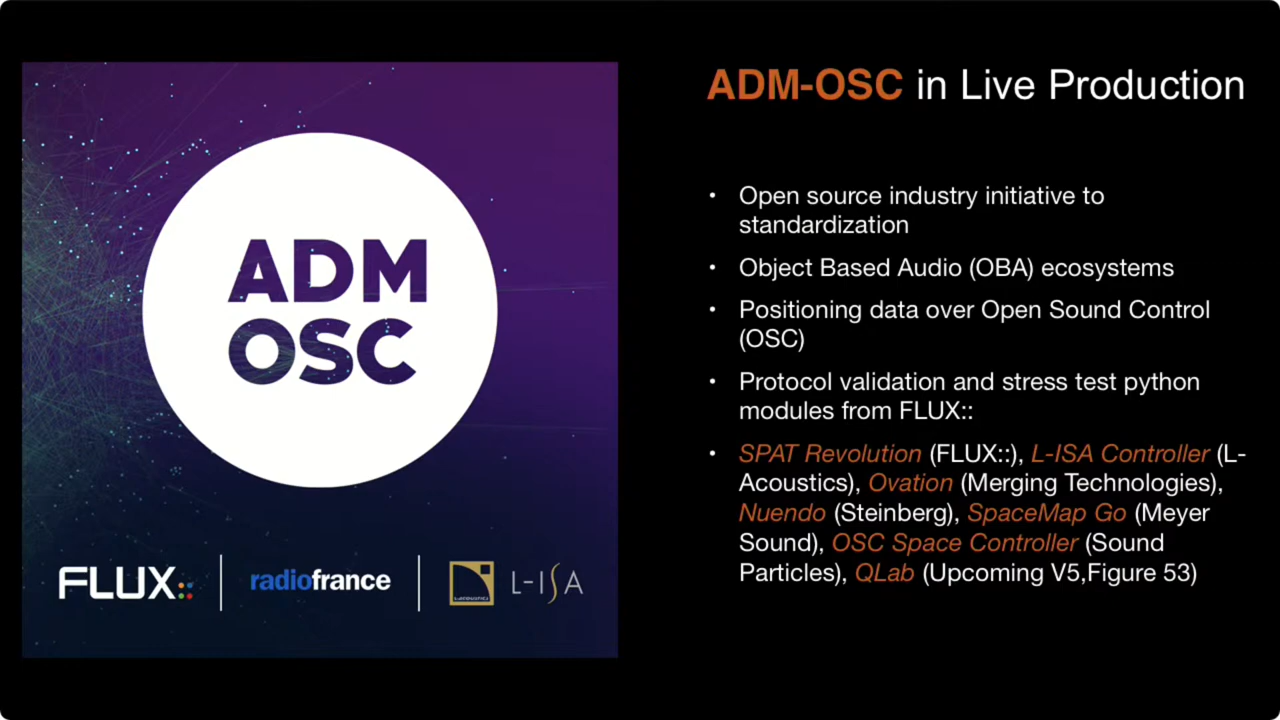 ADM-OSC in Live Production
ADM
OSC
FLUX::
radiofrance
L-ACOUSTICS
L-ISA
• Open source industry initiative to
standardization
• Object Based Audio (OBA) ecosystems
• Positioning data over Open Sound Control
(OSC)
• Protocol validation and stress test python
modules from FLUX::
• SPAT Revolution (FLUX::), L-ISA Controller (L-
Acoustics), Ovation (Merging Technologies),
Nuendo (Steinberg), SpaceMap Go (Meyer
Sound), OSC Space Controller (Sound
Particles), QLab (Upcoming V5,Figure 53)